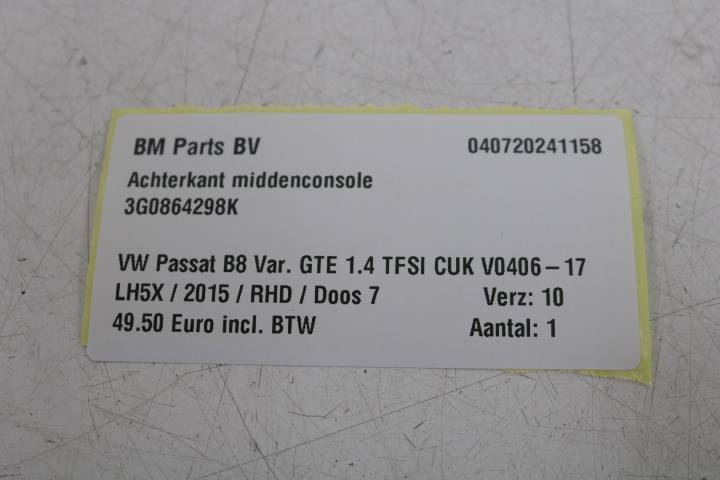 BM Parts BV 040720241158
Achterkant middenconsole
3G0864298K
VW Passat B8 Var. GTE 1.4 TFSI CUK V0406-17
LH5X / 2015 / RHD / Doos 7 Verz: 10
49.50 Euro incl. BTW Aantal: 1